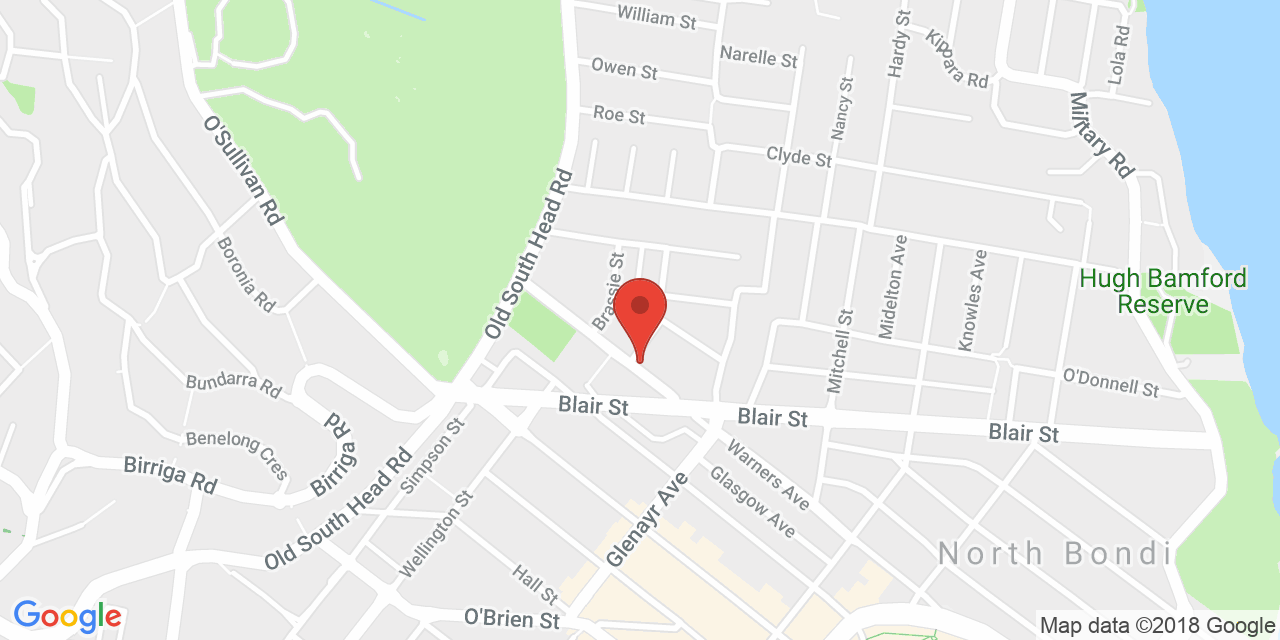 William St
Hardy St
Kippara Rd
Lola Rd
Narelle St
Owen St
Nancy St
Military Rd
Roe St
O'Sullivan Rd
Clyde St
Old South Head Rd
Boronia Rd
Brassie St
Midelton Ave
Knowles Ave
Hugh Bamford
Reserve
Mitchell St
Bundarra Rd
O'Donnell St
Blair St
Blair St
Blair St
Birriga Rd
Benelong Cres
Simpson St
Birriga Rd
Old South Head Rd
Warners Ave
Glasgow Ave
Wellington St
Glenayr Ave
North Bondi
Hall St
O'Brien St
Google
Map data ©2018 Google